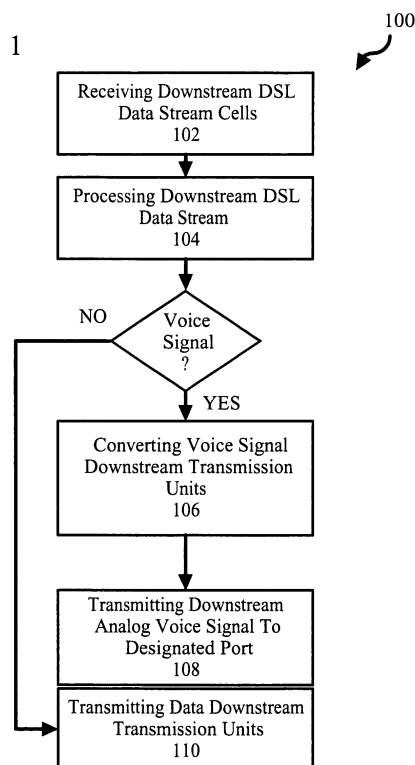 100
1
Receiving Downstream DSL
Data Stream Cells
102
Processing Downstream DSL
Data Stream
104
NO
Voice
Signal
?
YES
Converting Voice Signal
Downstream Transmission
Units
106
Transmitting Downstream
Analog Voice Signal To
Designated Port
108
Transmitting Data Downstream
Transmission Units
110